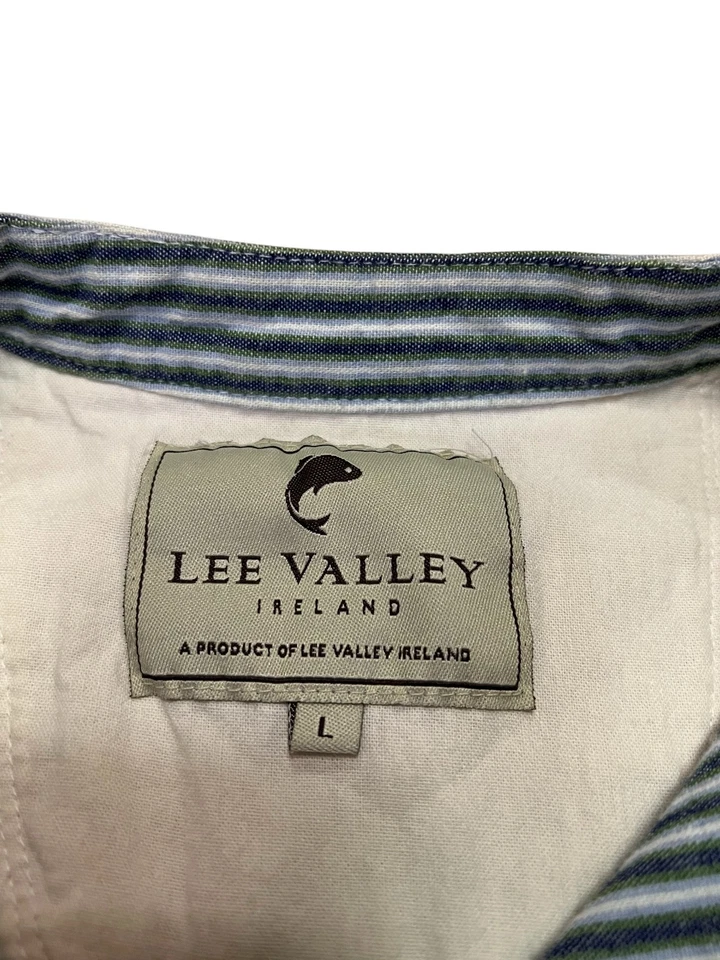 LEE VALLEY
IRELAND
A PRODUCT OF LEE VALLEY IRELAND
L